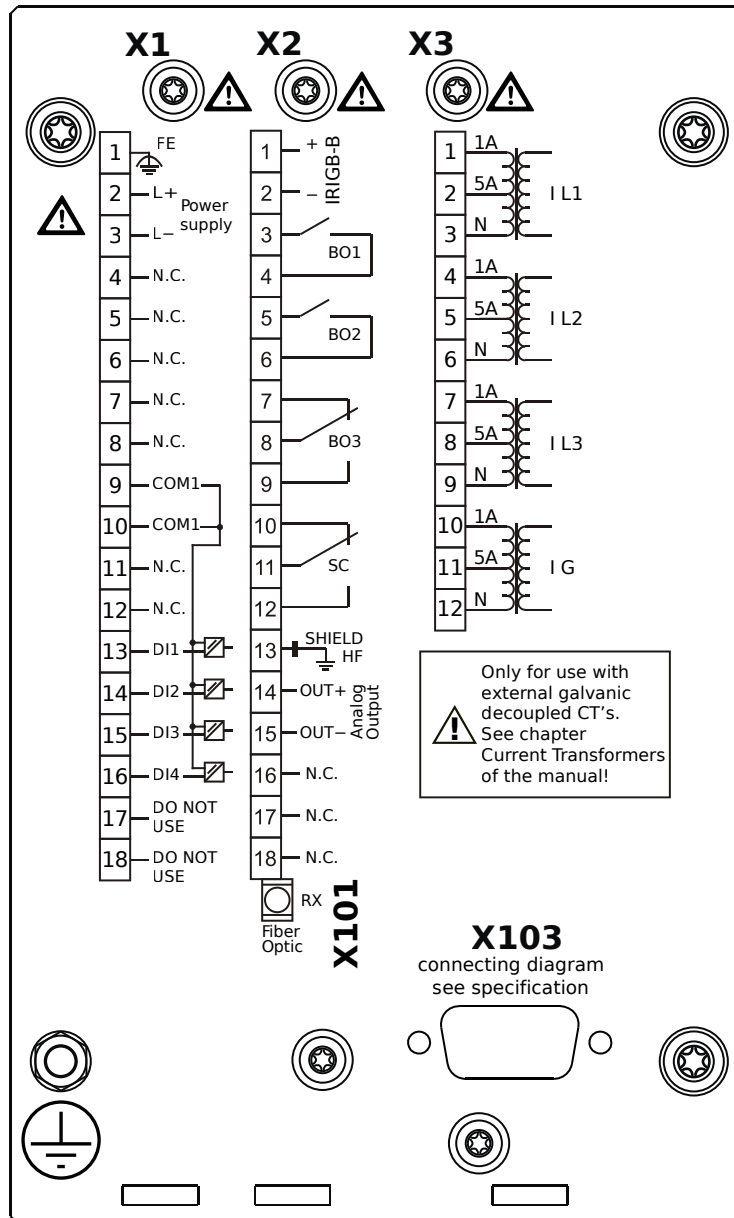 X1
X2
X3
1 FE
2 L+
3 L−
Power
supply
4 N.C.
5 N.C.
6 N.C.
7 N.C.
8 N.C.
9 COM1
10 COM1
11 N.C.
12 N.C.
13 DI1
14 DI2
15 DI3
16 DI4
17 DO NOT
USE
18 DO NOT
USE
1 +
2 −
IRIGB-B
3
4
BO1
5
6
BO2
7
8
BO3
9
10
11
SC
12
13 SHIELD
HF
14 OUT+
15 OUT−
Analog
Output
16 N.C.
17 N.C.
18 N.C.
RX
Fiber
Optic
X101
1 1A
2 5A
I L1
3 N
4 1A
5 5A
I L2
6 N
7 1A
8 5A
I L3
9 N
10 1A
11 5A
I G
12 N
Only for use with
external galvanic
decoupled CT's.
See chapter
Current Transformers
of the manual!
X103
connecting diagram
see specification